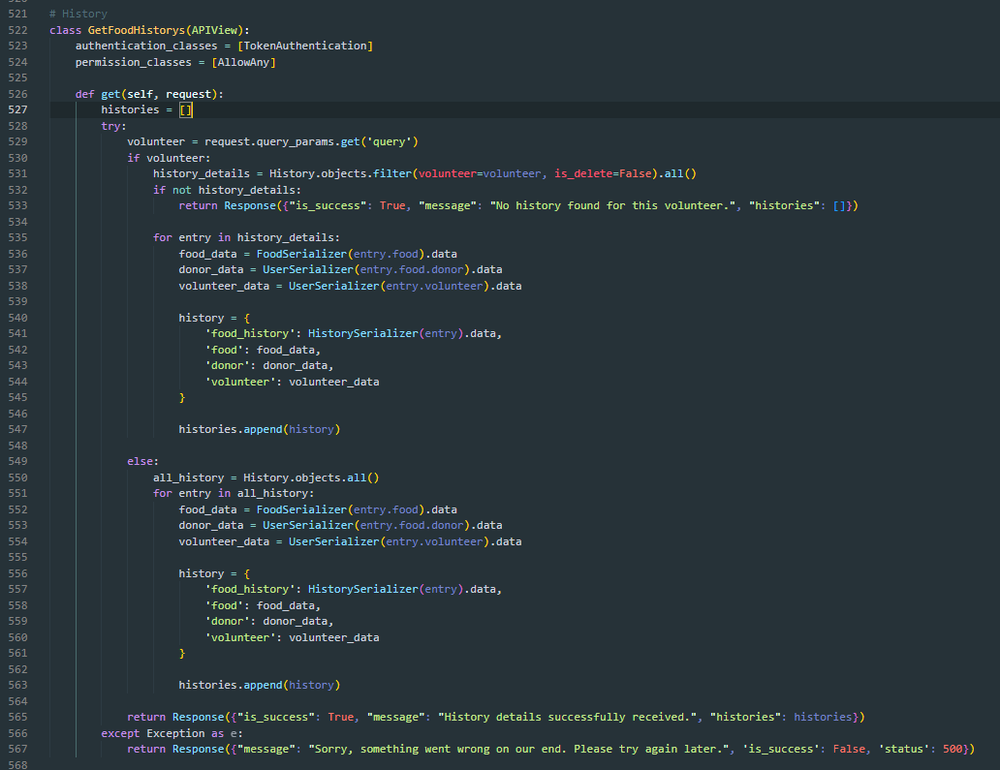 521 # History
522 class GetFoodHistorys(APIView):
523     authentication_classes = [TokenAuthentication]
524     permission_classes = [AllowAny]
525
526     def get(self, request):
527         histories = []
528         try:
529             volunteer = request.query_params.get('query')
530             if volunteer:
531                 history_details = History.objects.filter(volunteer=volunteer, is_delete=False).all()
532                 if not history_details:
533                     return Response({"is_success": True, "message": "No history found for this volunteer.", "histories": []})
534
535                 for entry in history_details:
536                     food_data = FoodSerializer(entry.food).data
537                     donor_data = UserSerializer(entry.food.donor).data
538                     volunteer_data = UserSerializer(entry.volunteer).data
539
540                     history = {
541                         'food_history': HistorySerializer(entry).data,
542                         'food': food_data,
543                         'donor': donor_data,
544                         'volunteer': volunteer_data
545                     }
546
547                     histories.append(history)
548
549             else:
550                 all_history = History.objects.all()
551                 for entry in all_history:
552                     food_data = FoodSerializer(entry.food).data
553                     donor_data = UserSerializer(entry.food.donor).data
554                     volunteer_data = UserSerializer(entry.volunteer).data
555
556                     history = {
557                         'food_history': HistorySerializer(entry).data,
558                         'food': food_data,
559                         'donor': donor_data,
560                         'volunteer': volunteer_data
561                     }
562
563                     histories.append(history)
564
565             return Response({"is_success": True, "message": "History details successfully received.", "histories": histories})
566         except Exception as e:
567             return Response({"message": "Sorry, something went wrong on our end. Please try again later.", 'is_success': False, 'status': 500})
568